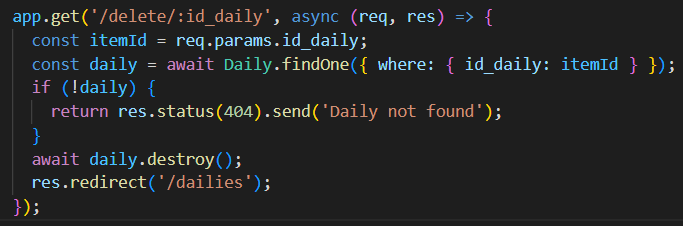 app.get('/delete/:id_daily', async (req, res) => {
  const itemId = req.params.id_daily;
  const daily = await Daily.findOne({ where: { id_daily: itemId } });
  if (!daily) {
    return res.status(404).send('Daily not found');
  }
  await daily.destroy();
  res.redirect('/dailies');
});